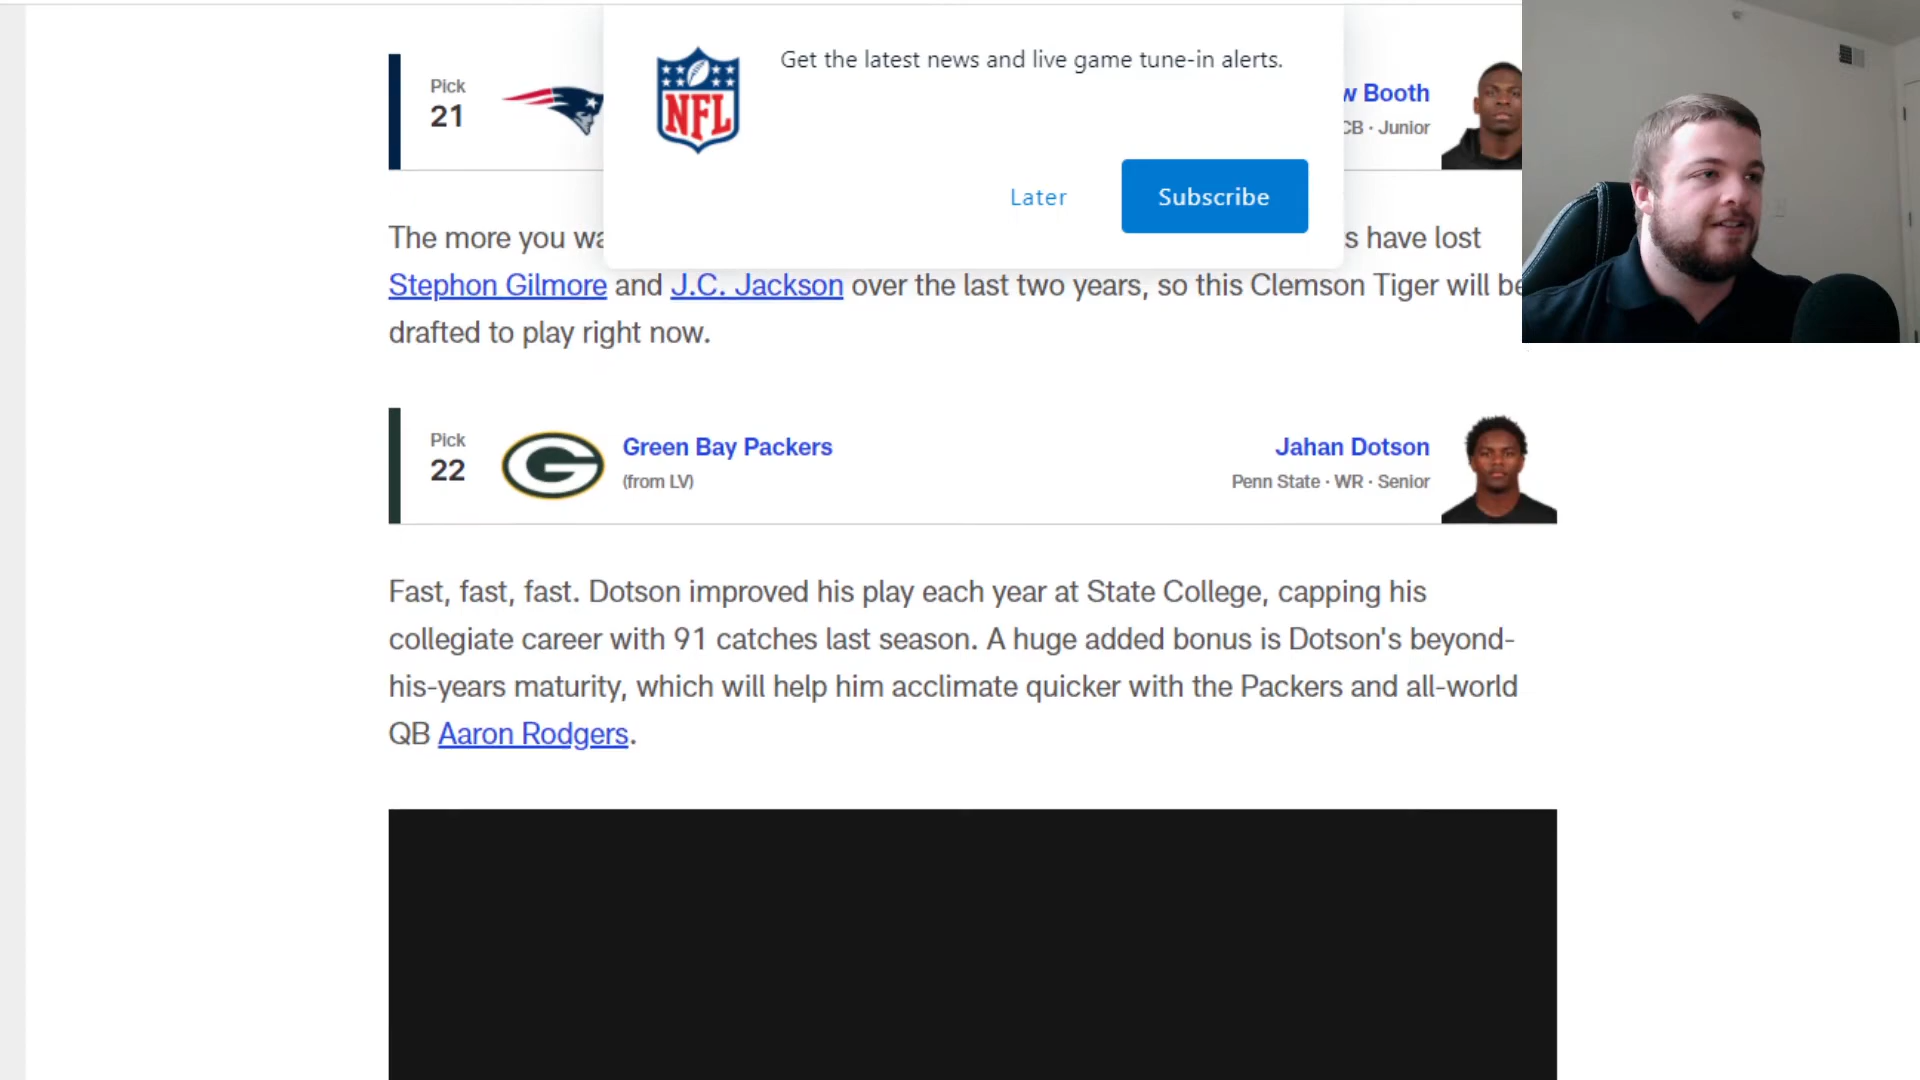 Get the latest news and live game tune-in alerts.
Later
Subscribe
NFL
Pick
21
Booth
CB · Junior
The more you
s have lost
Stephon Gilmore and J.C. Jackson over the last two years, so this Clemson Tiger will be
drafted to play right now.
Pick
22
G
Green Bay Packers
(from LV)
Jahan Dotson
Penn State · WR · Senior
Fast, fast, fast. Dotson improved his play each year at State College, capping his
collegiate career with 91 catches last season. A huge added bonus is Dotson's beyond-
his-years maturity, which will help him acclimate quicker with the Packers and all-world
QB Aaron Rodgers.